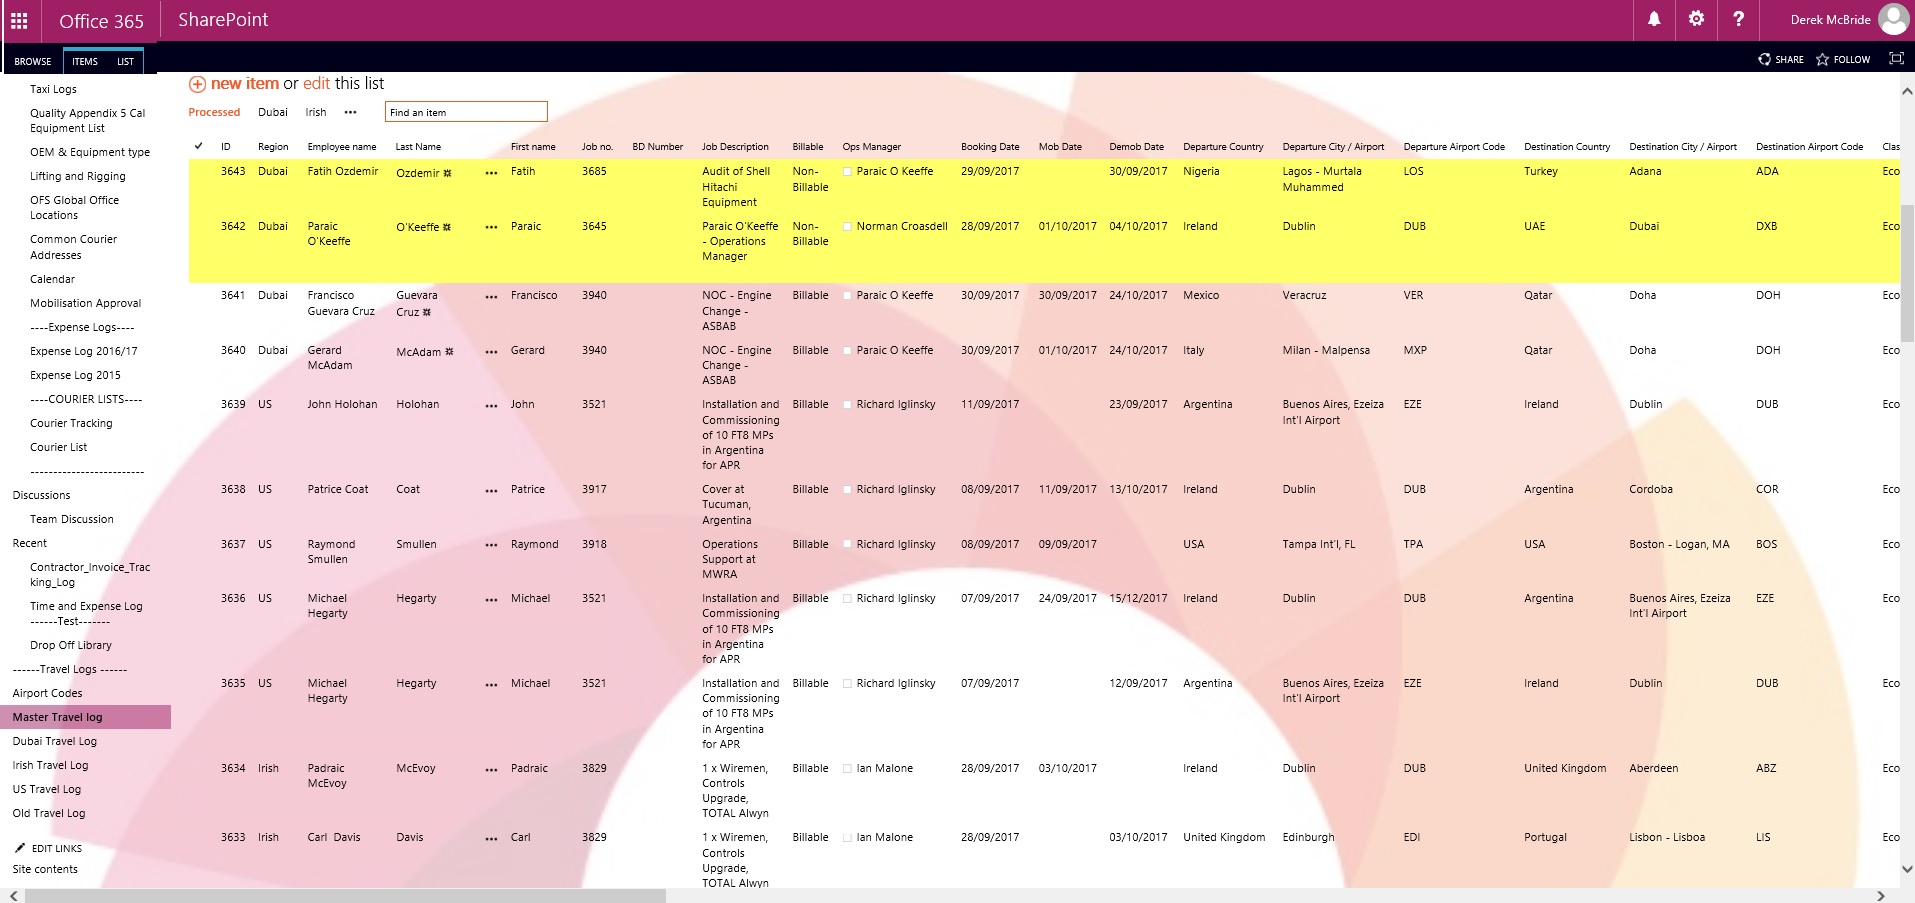 Office 365 SharePoint Derek McBride
BROWSE ITEMS LIST SHARE FOLLOW
Taxi Logs
Quality Appendix 5 Cal
Equipment List
OEM & Equipment type
Lifting and Rigging
OFS Global Office
Locations
Common Courier
Addresses
Calendar
Mobilisation Approval
----Expense Logs----
Expense Log 2016/17
Expense Log 2015
----COURIER LISTS----
Courier Tracking
Courier List
-------------------------
Discussions
Team Discussion
Recent
Contractor_Invoice_Trac
king_Log
Time and Expense Log
------Test-------
Drop Off Library
------Travel Logs ------
Airport Codes
Master Travel log
Dubai Travel Log
Irish Travel Log
US Travel Log
Old Travel Log
EDIT LINKS
Site contents
new item or edit this list
Processed Dubai Irish ••• Find an item
ID Region Employee name Last Name First name Job no. BD Number Job Description Billable Ops Manager Booking Date Mob Date Demob Date Departure Country Departure City / Airport Departure Airport Code Destination Country Destination City / Airport Destination Airport Code Clas
3643 Dubai Fatih Ozdemir Ozdemir ••• Fatih 3685 Audit of Shell Non- Paraic O Keeffe 29/09/2017 30/09/2017 Nigeria Lagos - Murtala LOS Turkey Adana ADA Eco
Hitachi Billable Muhammed
Equipment
3642 Dubai Paraic O'Keeffe ••• Paraic 3645 Paraic O'Keeffe Non- Norman Croasdell 28/09/2017 01/10/2017 04/10/2017 Ireland Dublin DUB UAE Dubai DXB Eco
O'Keeffe - Operations Billable
Manager
3641 Dubai Francisco Guevara ••• Francisco 3940 NOC - Engine Billable Paraic O Keeffe 30/09/2017 30/09/2017 24/10/2017 Mexico Veracruz VER Qatar Doha DOH Eco
Guevara Cruz Cruz Change -
ASBAB
3640 Dubai Gerard McAdam ••• Gerard 3940 NOC - Engine Billable Paraic O Keeffe 30/09/2017 01/10/2017 24/10/2017 Italy Milan - Malpensa MXP Qatar Doha DOH Eco
McAdam Change -
ASBAB
3639 US John Holohan Holohan ••• John 3521 Installation and Billable Richard Iglinsky 11/09/2017 23/09/2017 Argentina Buenos Aires, Ezeiza EZE Ireland Dublin DUB Eco
Commissioning Int'l Airport
of 10 FT8 MPs
in Argentina
for APR
3638 US Patrice Coat Coat ••• Patrice 3917 Cover at Billable Richard Iglinsky 08/09/2017 11/09/2017 13/10/2017 Ireland Dublin DUB Argentina Cordoba COR Eco
Tucuman,
Argentina
3637 US Raymond Smullen ••• Raymond 3918 Operations Billable Richard Iglinsky 08/09/2017 09/09/2017 USA Tampa Int'l, FL TPA USA Boston - Logan, MA BOS Eco
Smullen Support at
MWRA
3636 US Michael Hegarty ••• Michael 3521 Installation and Billable Richard Iglinsky 07/09/2017 24/09/2017 15/12/2017 Ireland Dublin DUB Argentina Buenos Aires, Ezeiza EZE Eco
Hegarty Commissioning Int'l Airport
of 10 FT8 MPs
in Argentina
for APR
3635 US Michael Hegarty ••• Michael 3521 Installation and Billable Richard Iglinsky 07/09/2017 12/09/2017 Argentina Buenos Aires, Ezeiza EZE Ireland Dublin DUB Eco
Hegarty Commissioning Int'l Airport
of 10 FT8 MPs
in Argentina
for APR
3634 Irish Padraic McEvoy ••• Padraic 3829 1 x Wiremen, Billable Ian Malone 28/09/2017 03/10/2017 Ireland Dublin DUB United Kingdom Aberdeen ABZ Eco
McEvoy Controls
Upgrade,
TOTAL Alwyn
3633 Irish Carl Davis Davis ••• Carl 3829 1 x Wiremen, Billable Ian Malone 28/09/2017 03/10/2017 United Kingdom Edinburgh EDI Portugal Lisbon - Lisboa LIS Eco
Controls
Upgrade,
TOTAL Alwyn